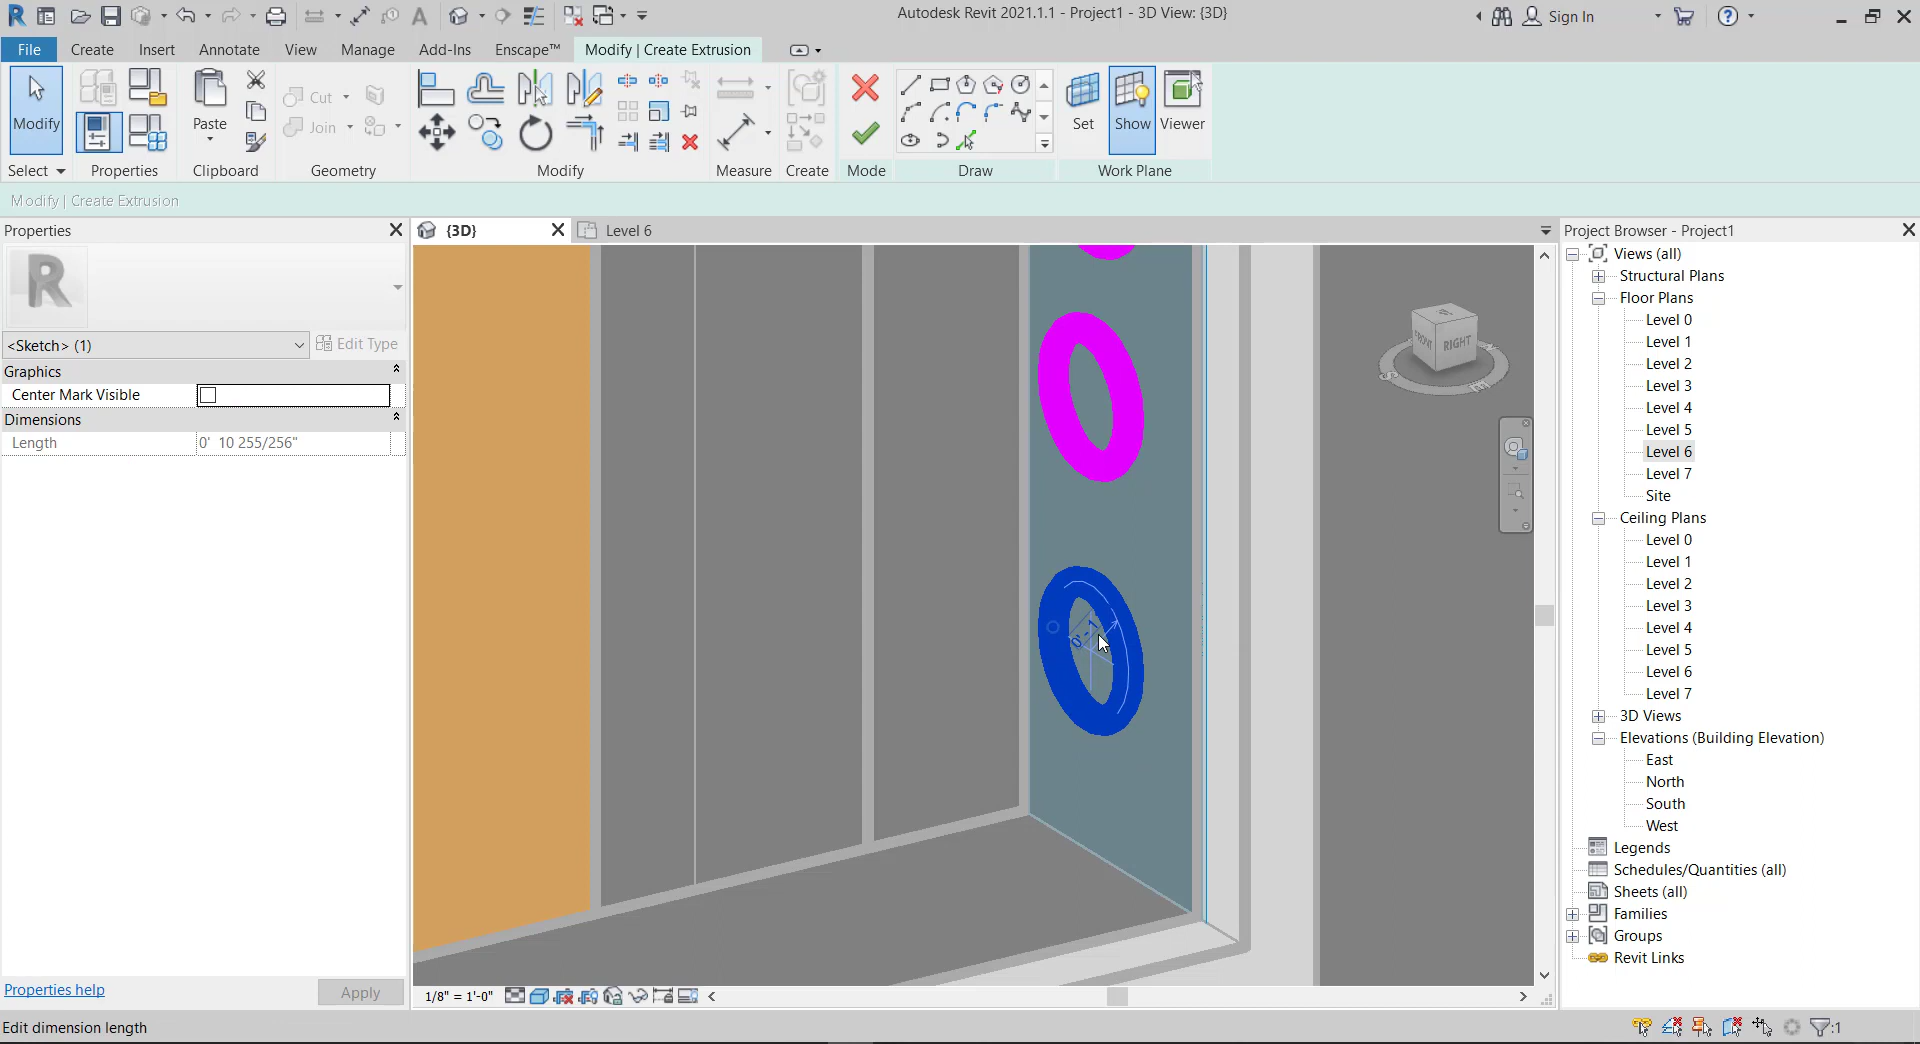 Autodesk Revit 2021.1.1 - Project1 - 3D View: {3D}
Sign In
File
Create
Insert
Annotate
View
Manage
Add-Ins
Enscape™
Modify | Create Extrusion
Modify
Paste
Cut
Join
Set
Show
Viewer
Select
Properties
Clipboard
Geometry
Modify
Measure
Create
Mode
Draw
Work Plane
Modify | Create Extrusion
Properties
<Sketch> (1)
Edit Type
Graphics
Center Mark Visible
Dimensions
Length 0' 10 255/256"
Properties help
Apply
{3D}
Level 6
FRONT
RIGHT
S
0' - 1
1/8" = 1'-0"
Project Browser - Project1
Views (all)
Structural Plans
Floor Plans
Level 0
Level 1
Level 2
Level 3
Level 4
Level 5
Level 6
Level 7
Site
Ceiling Plans
Level 0
Level 1
Level 2
Level 3
Level 4
Level 5
Level 6
Level 7
3D Views
Elevations (Building Elevation)
East
North
South
West
Legends
Schedules/Quantities (all)
Sheets (all)
Families
Groups
Revit Links
Edit dimension length
:1